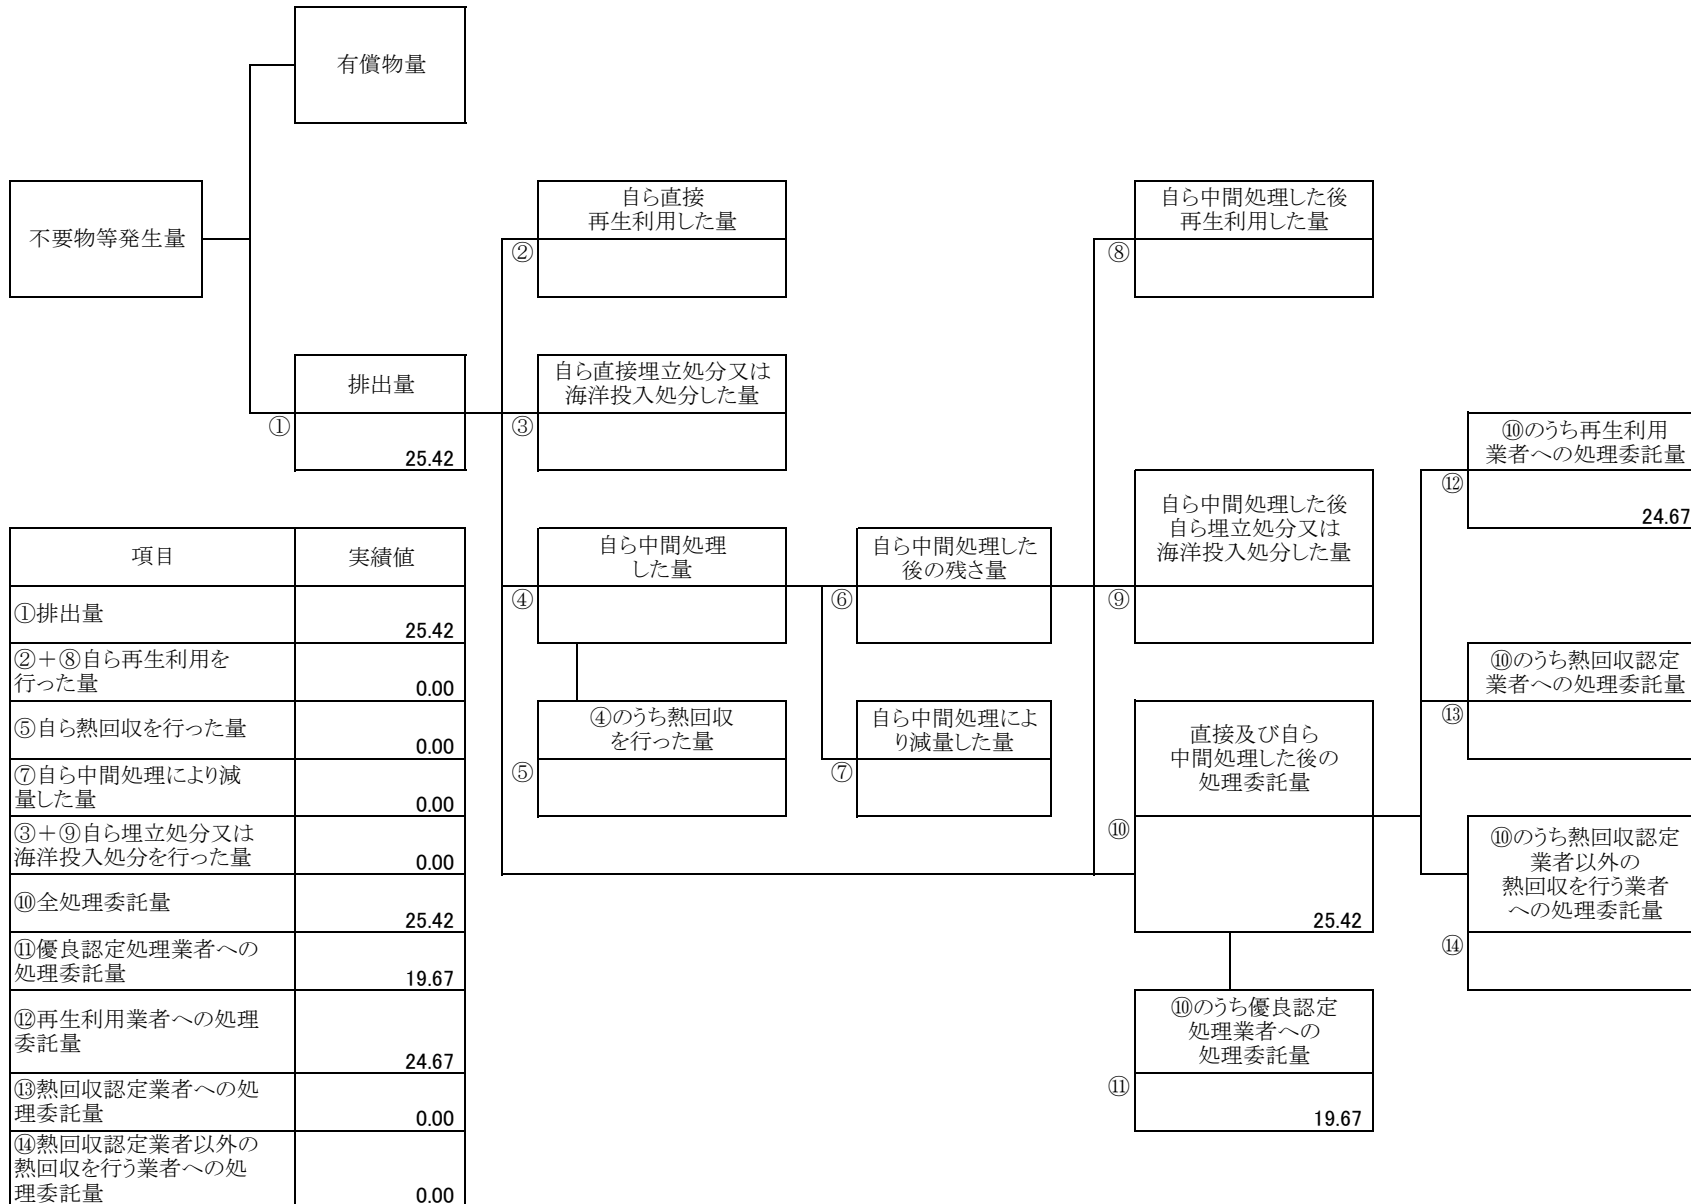 有償物量
不要物等発生量
自ら直接
再生利用した量
②
自ら中間処理した後
再生利用した量
⑧
排出量
①
25.42
自ら直接埋立処分又は
海洋投入処分した量
③
⑩のうち再生利用
業者への処理委託量
⑫
24.67
自ら中間処理
した量
④
自ら中間処理した
後の残さ量
⑥
自ら中間処理した後
自ら埋立処分又は
海洋投入処分した量
⑨
④のうち熱回収
を行った量
⑤
自ら中間処理によ
り減量した量
⑦
直接及び自ら
中間処理した後の
処理委託量
⑩
25.42
⑩のうち熱回収認定
業者への処理委託量
⑬
⑩のうち熱回収認定
業者以外の
熱回収を行う業者
への処理委託量
⑭
⑩のうち優良認定
処理業者への
処理委託量
⑪
19.67
項目 実績値
①排出量
25.42
②＋⑧自ら再生利用を
行った量
0.00
⑤自ら熱回収を行った量
0.00
⑦自ら中間処理により減
量した量
0.00
③＋⑨自ら埋立処分又は
海洋投入処分を行った量
0.00
⑩全処理委託量
25.42
⑪優良認定処理業者への
処理委託量
19.67
⑫再生利用業者への処理
委託量
24.67
⑬熱回収認定業者への処
理委託量
0.00
⑭熱回収認定業者以外の
熱回収を行う業者への処
理委託量
0.00